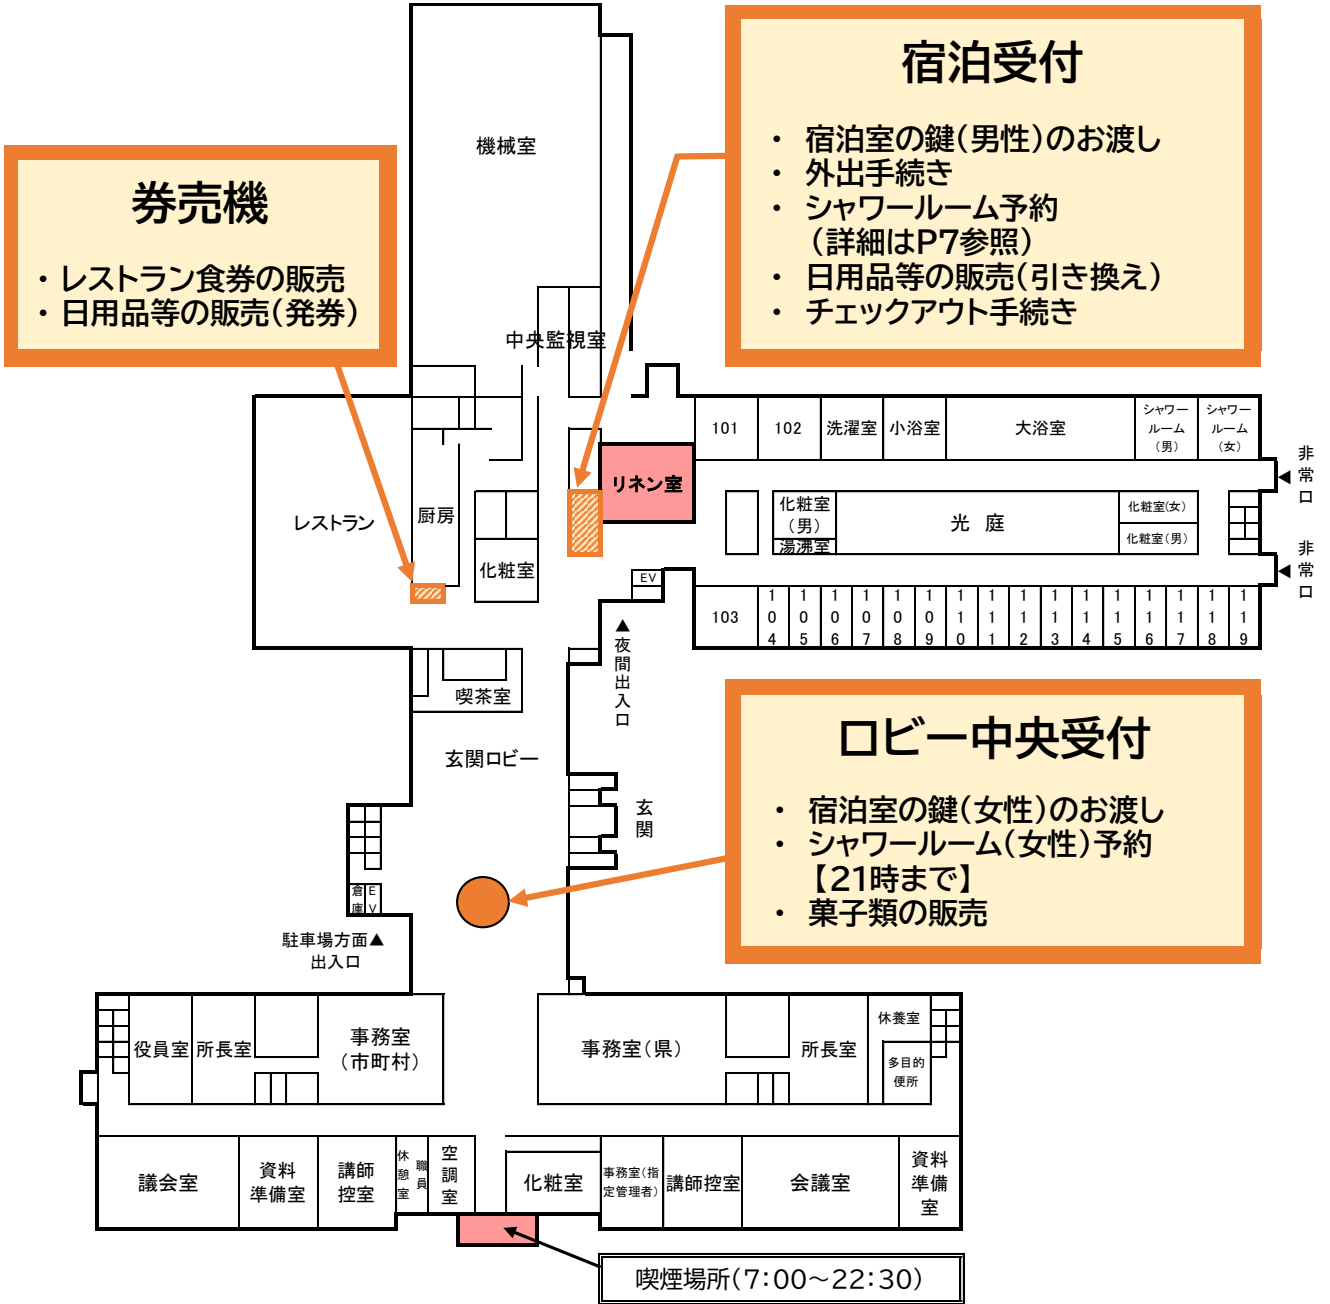 宿泊受付
・ 宿泊室の鍵(男性)のお渡し
・ 外出手続き
・ シャワールーム予約
(詳細はP7参照)
・ 日用品等の販売(引き換え)
・ チェックアウト手続き
券売機
・レストラン食券の販売
・日用品等の販売(発券)
機械室
中央監視室
101
102
洗濯室
小浴室
大浴室
シャワー
ルーム
(男)
シャワー
ルーム
(女)
非常口
◀
リネン室
レストラン
厨房
化粧室
化粧室
(男)
湯沸室
光 庭
化粧室(女)
化粧室(男)
非常口
◀
EV
103
104
105
106
107
108
109
110
111
112
113
114
115
116
117
118
119
▲夜間出入口
喫茶室
玄関ロビー
玄関
ロビー中央受付
・ 宿泊室の鍵(女性)のお渡し
・ シャワールーム(女性)予約
【21時まで】
・ 菓子類の販売
倉庫
EV
駐車場方面▲
出入口
役員室
所長室
事務室
(市町村)
事務室(県)
所長室
休養室
多目的
便所
議会室
資料
準備室
講師
控室
職員
休憩室
空調室
化粧室
事務室(指
定管理者)
講師控室
会議室
資料
準備
室
喫煙場所(7:00～22:30)